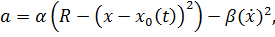 a = α(R − (x − x₀(t))²) − β(ẋ)²,